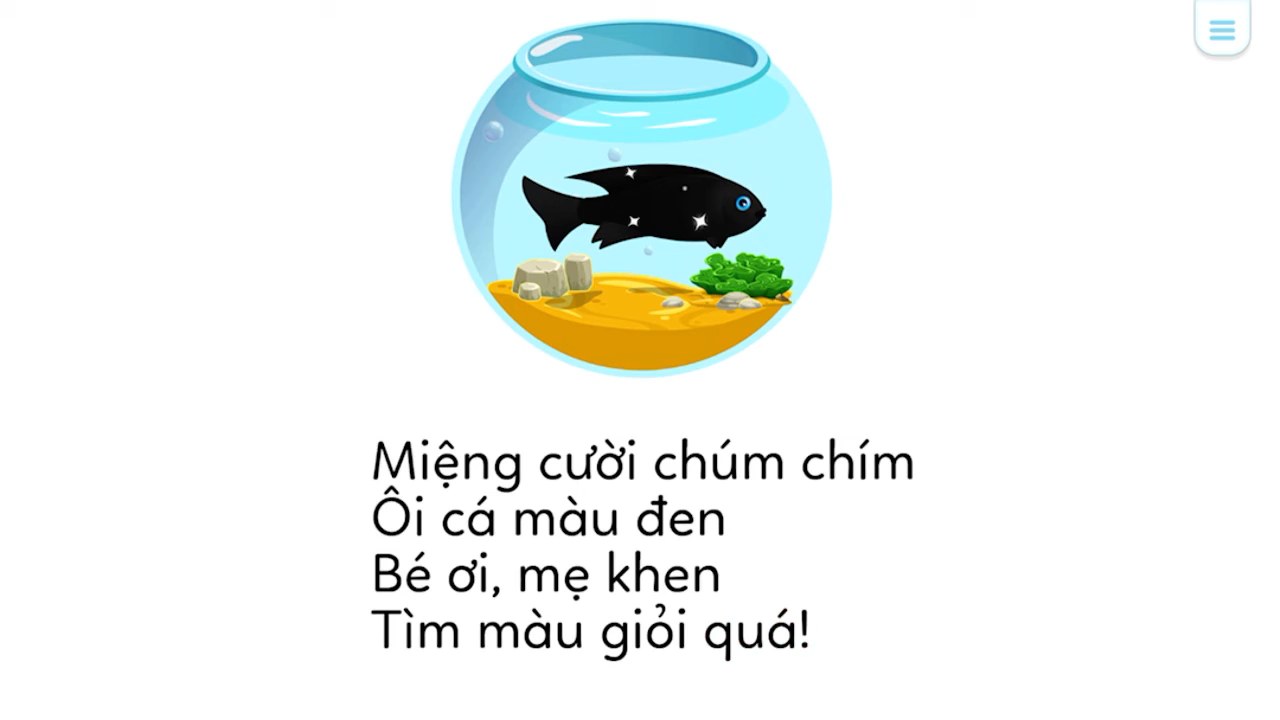 Miệng cười chúm chím
Ôi cá màu đen
Bé ơi, mẹ khen
Tìm màu giỏi quá!